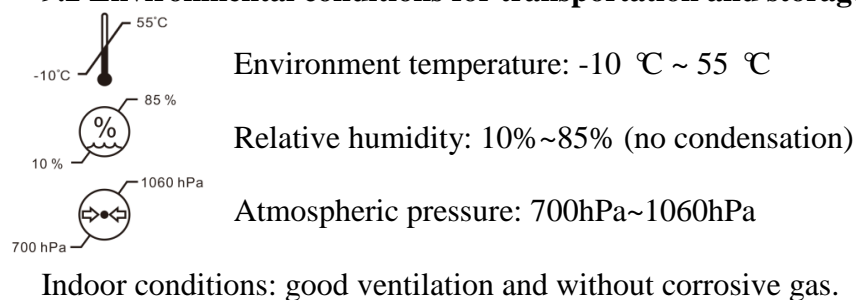 55°C
-10°C
Environment temperature: -10 ℃ ~ 55 ℃
85 %
%
10 %
Relative humidity: 10%~85% (no condensation)
1060 hPa
700 hPa
Atmospheric pressure: 700hPa~1060hPa
Indoor conditions: good ventilation and without corrosive gas.